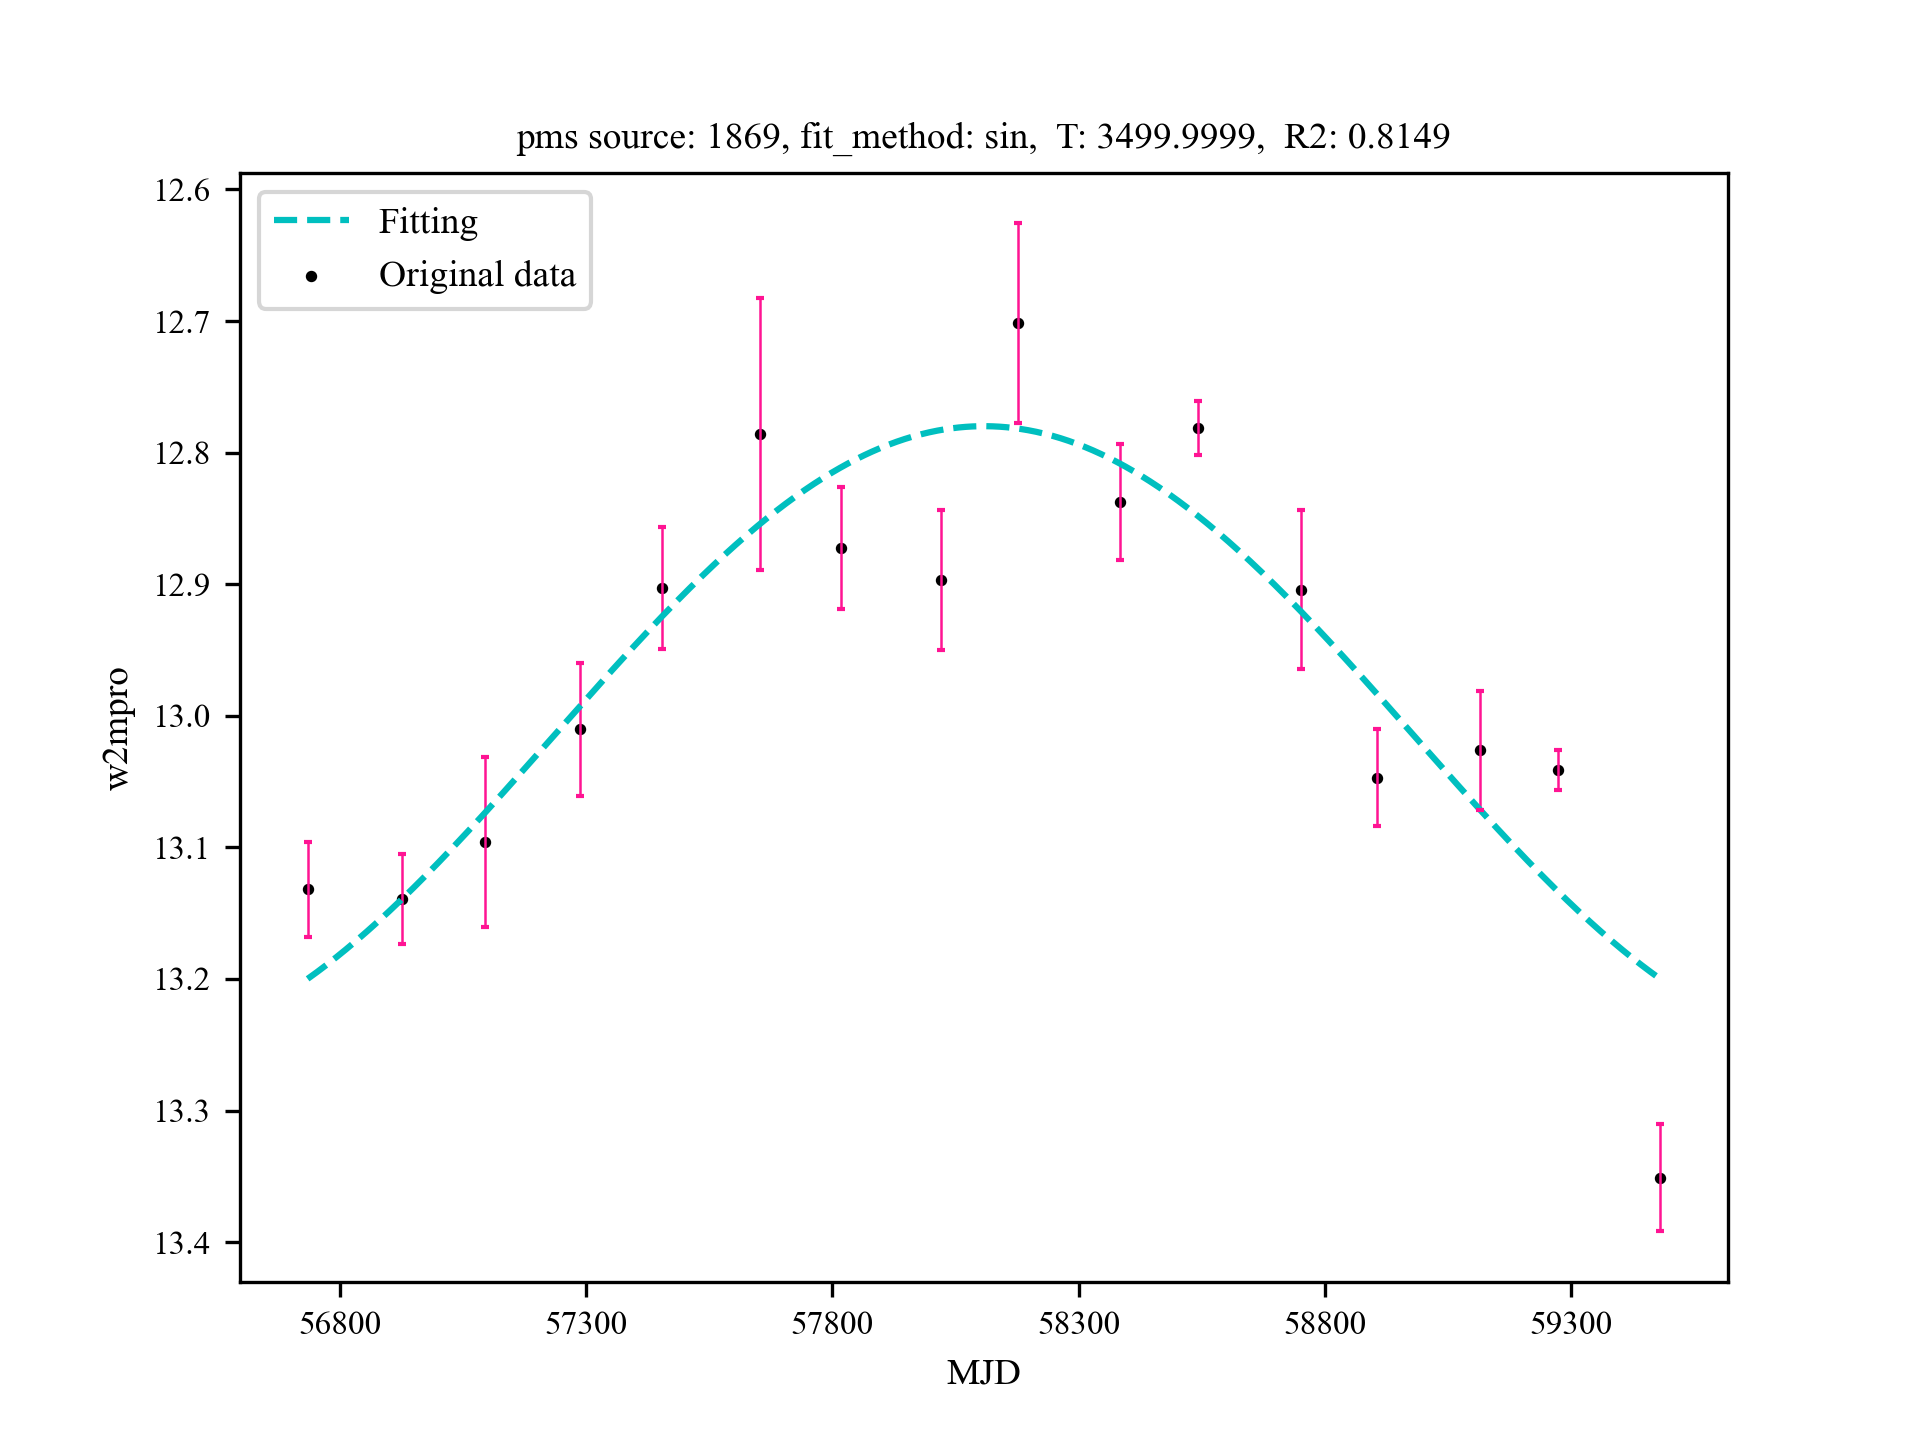 pms source: 1869, fit_method: sin,  T: 3499.9999,  R2: 0.8149
Fitting
Original data
12.6
12.7
12.8
12.9
13.0
13.1
13.2
13.3
13.4
w2mpro
56800 57300 57800 58300 58800 59300
MJD